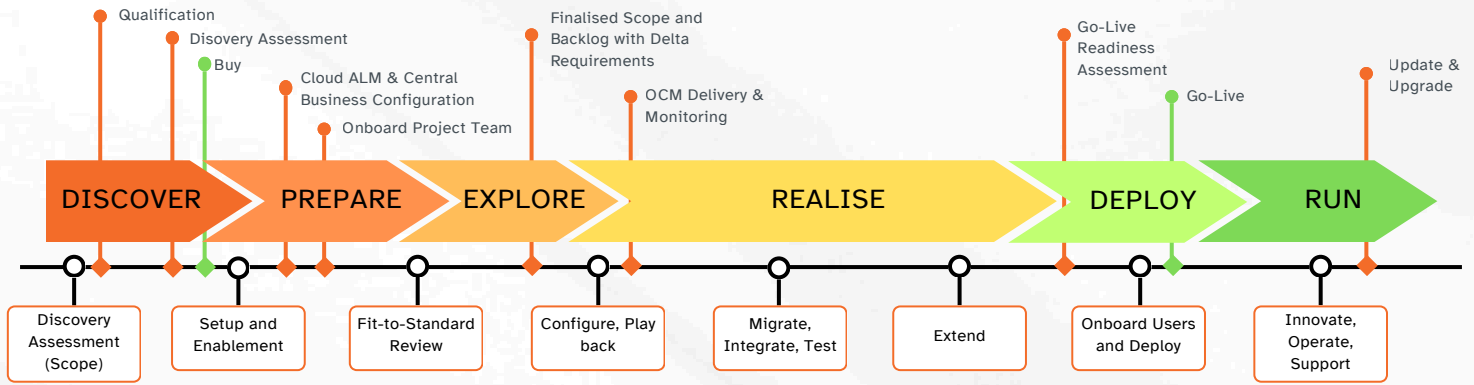 Qualification
Disovery Assessment
Buy
Cloud ALM & Central
Business Configuration
Onboard Project Team
Finalised Scope and
Backlog with Delta
Requirements
OCM Delivery &
Monitoring
Go-Live
Readiness
Assessment
Go-Live
Update &
Upgrade
DISCOVER
PREPARE
EXPLORE
REALISE
DEPLOY
RUN
Discovery
Assessment
(Scope)
Setup and
Enablement
Fit-to-Standard
Review
Configure, Play
back
Migrate,
Integrate, Test
Extend
Onboard Users
and Deploy
Innovate,
Operate,
Support